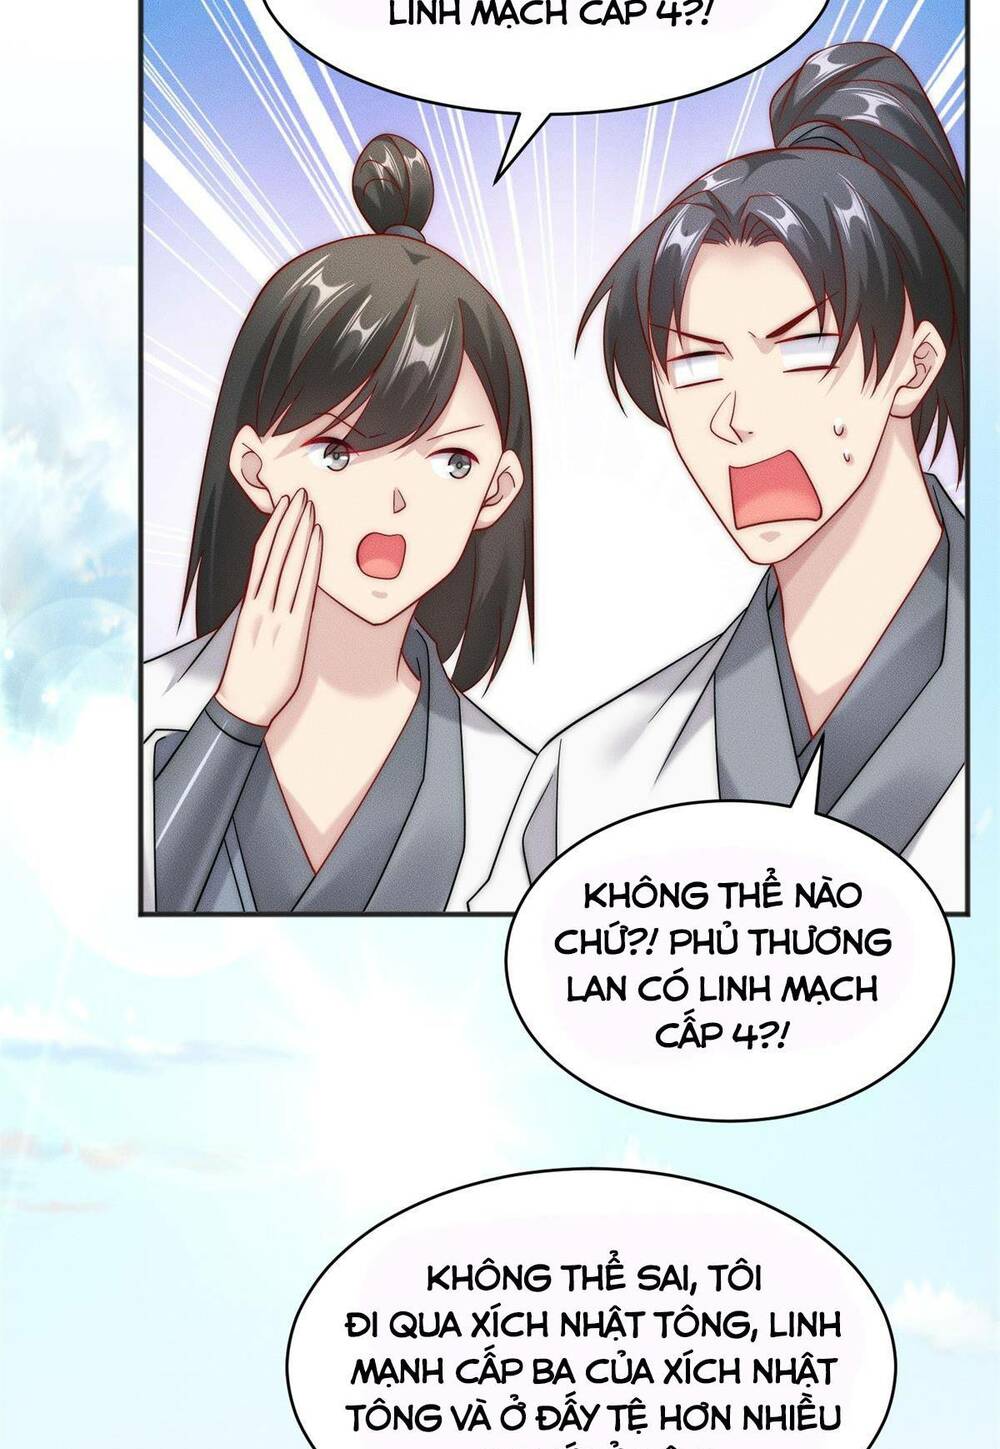 LINH MẠCH CẤP 4?!
KHÔNG THỂ NÀO
CHỨ?! PHỦ THƯƠNG
LAN CÓ LINH MẠCH
CẤP 4?!
KHÔNG THỂ SAI, TÔI
ĐI QUA XÍCH NHẬT TÔNG, LINH
MẠNH CẤP BA CỦA XÍCH NHẬT
TÔNG VÀ Ở ĐẤY TỆ HƠN NHIỀU